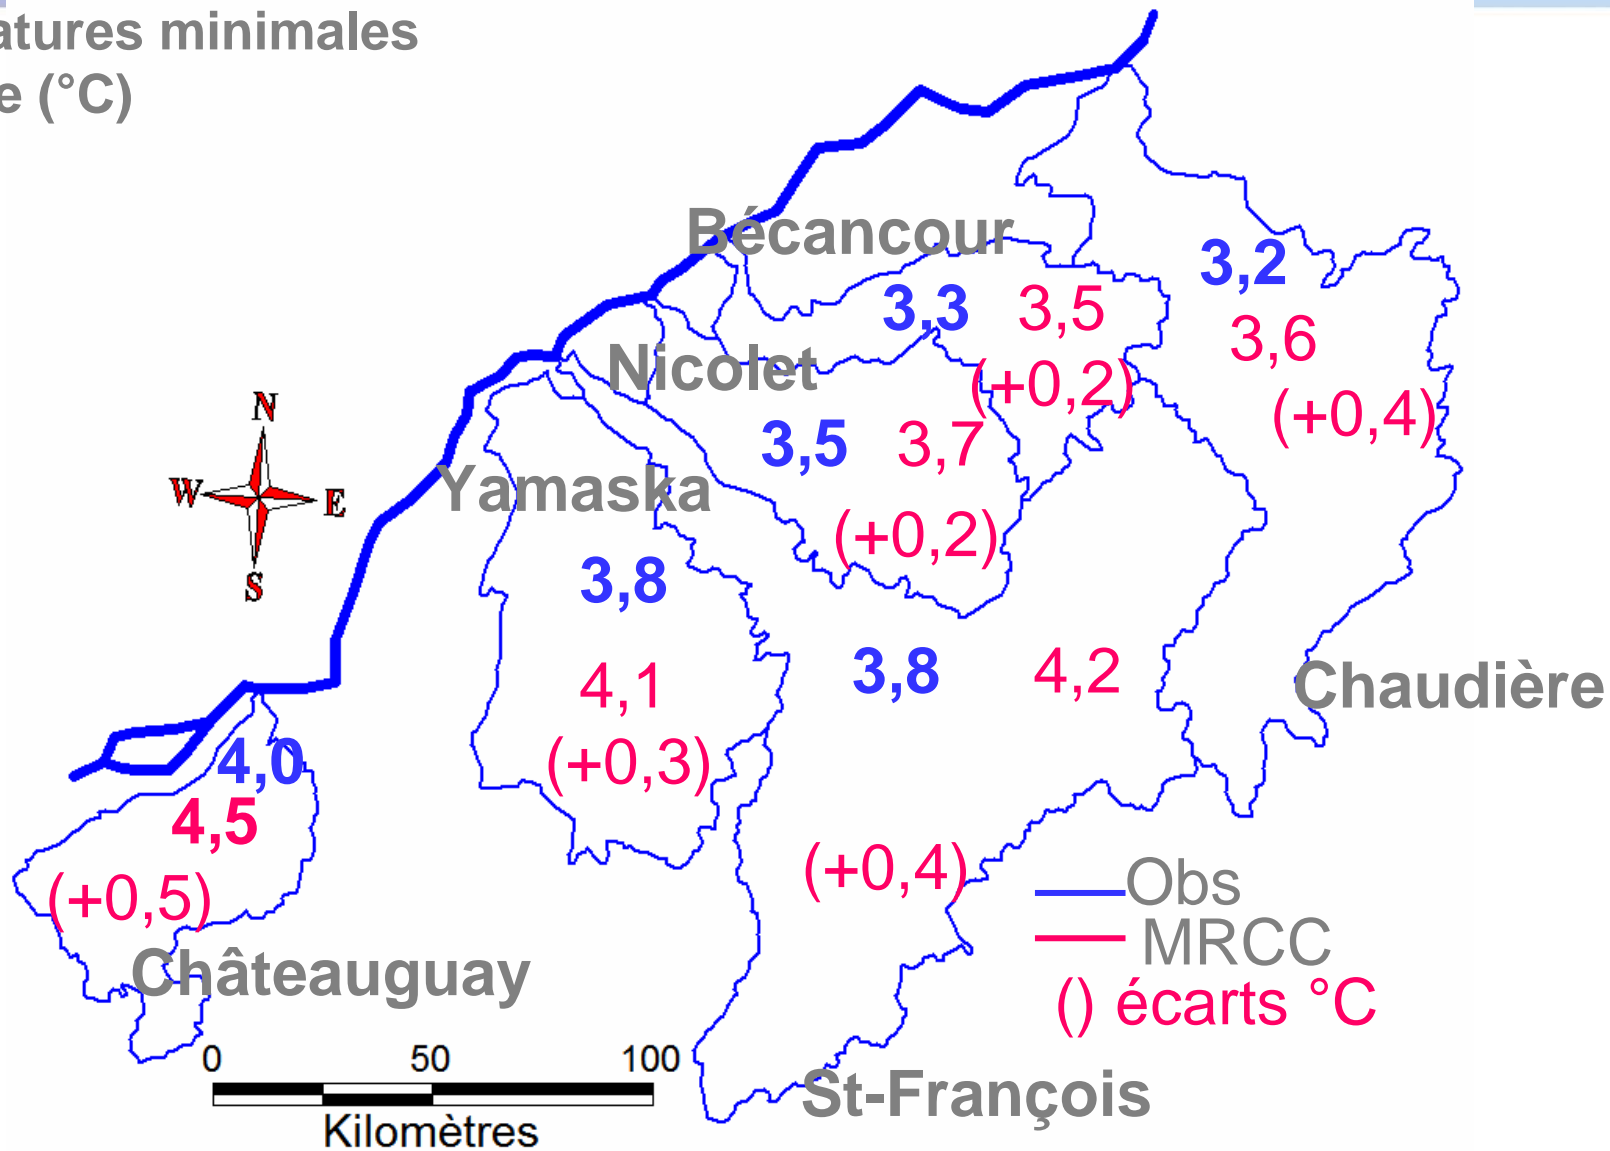 minimales
(°C)
Bécancour
3,2
3,3
3,5
3,6
(+0,2)
(+0,4)
Nicolet
3,5
3,7
(+0,2)
N
W
E
S
Yamaska
3,8
4,1
(+0,3)
3,8
4,2
(+0,4)
Chaudière
4,0
4,5
(+0,5)
Châteauguay
St-François
Obs
MRCC
() écarts °C
0 50 100
Kilomètres